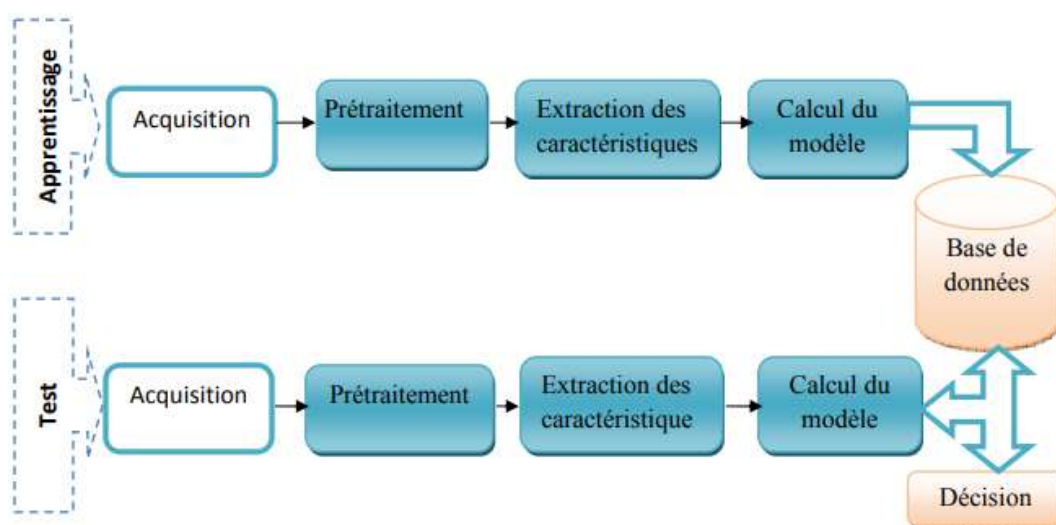 Apprentissage
Acquisition
Prétraitement
Extraction des
caractéristiques
Calcul du
modèle
Base de
données
Test
Acquisition
Prétraitement
Extraction des
caractéristique
Calcul du
modèle
Décision